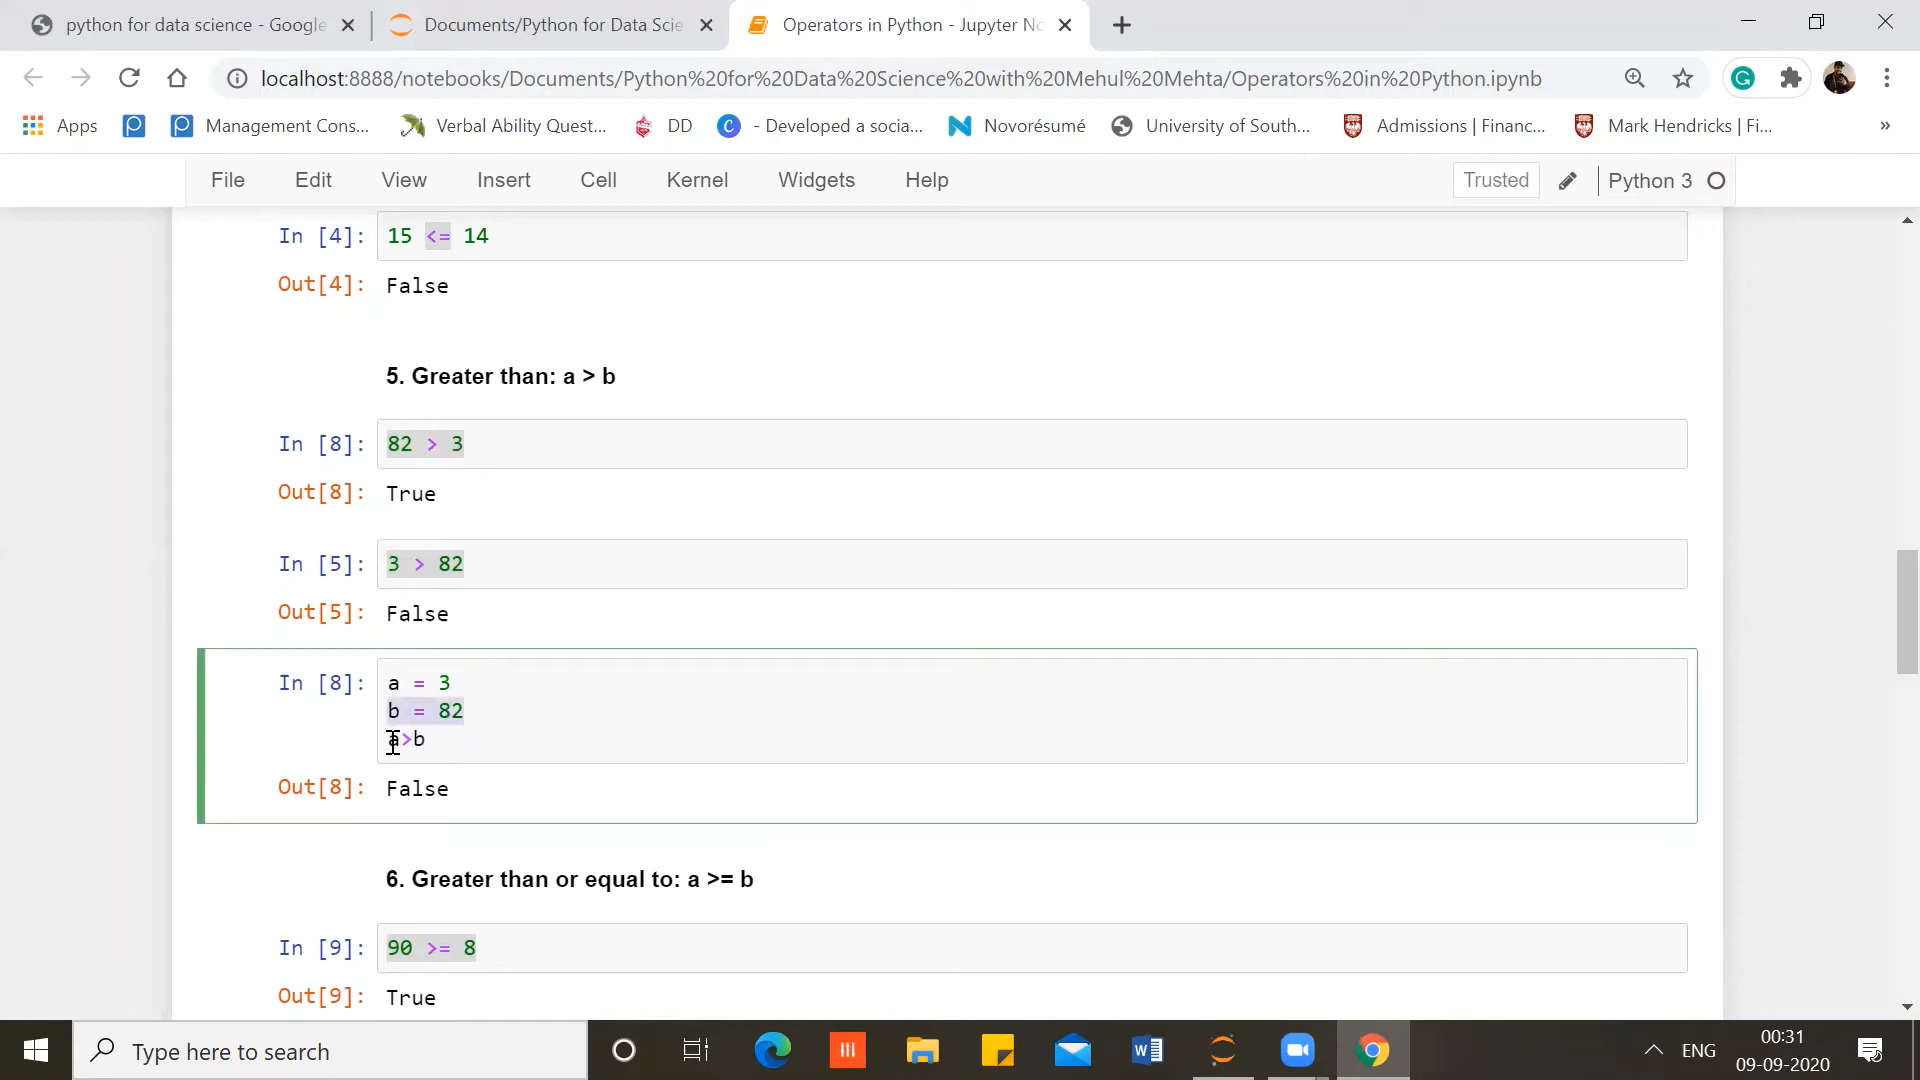 python for data science - Google
Documents/Python for Data Scie
Operators in Python - Jupyter No
localhost:8888/notebooks/Documents/Python%20for%20Data%20Science%20with%20Mehul%20Mehta/Operators%20in%20Python.ipynb
Apps
Management Cons...
Verbal Ability Quest...
DD
- Developed a socia...
Novorésumé
University of South...
Admissions | Financ...
Mark Hendricks | Fi...
»
File Edit View Insert Cell Kernel Widgets Help
Trusted
Python 3
In [4]: 15 <= 14
Out[4]: False
5. Greater than: a > b
In [8]: 82 > 3
Out[8]: True
In [5]: 3 > 82
Out[5]: False
In [8]: a = 3
b = 82
a>b
Out[8]: False
6. Greater than or equal to: a >= b
In [9]: 90 >= 8
Out[9]: True
Type here to search
ENG
00:31
09-09-2020